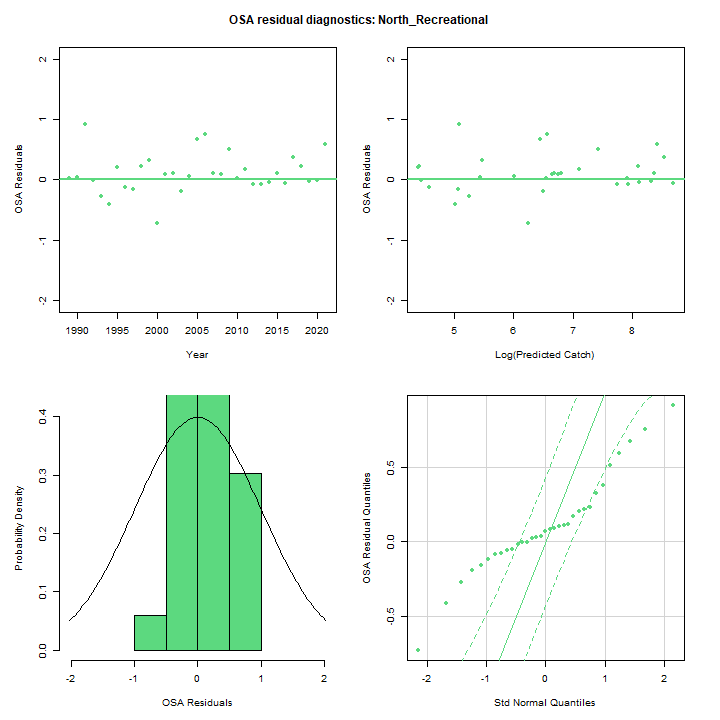 OSA residual diagnostics: North_Recreational
OSA Residuals
2
1
0
-1
-2
1990 1995 2000 2005 2010 2015 2020
Year
OSA Residuals
2
1
0
-1
-2
5 6 7 8
Log(Predicted Catch)
Probability Density
0.4
0.3
0.2
0.1
0.0
-2 -1 0 1 2
OSA Residuals
OSA Residual Quantiles
0.5
0.0
-0.5
-2 -1 0 1 2
Std Normal Quantiles